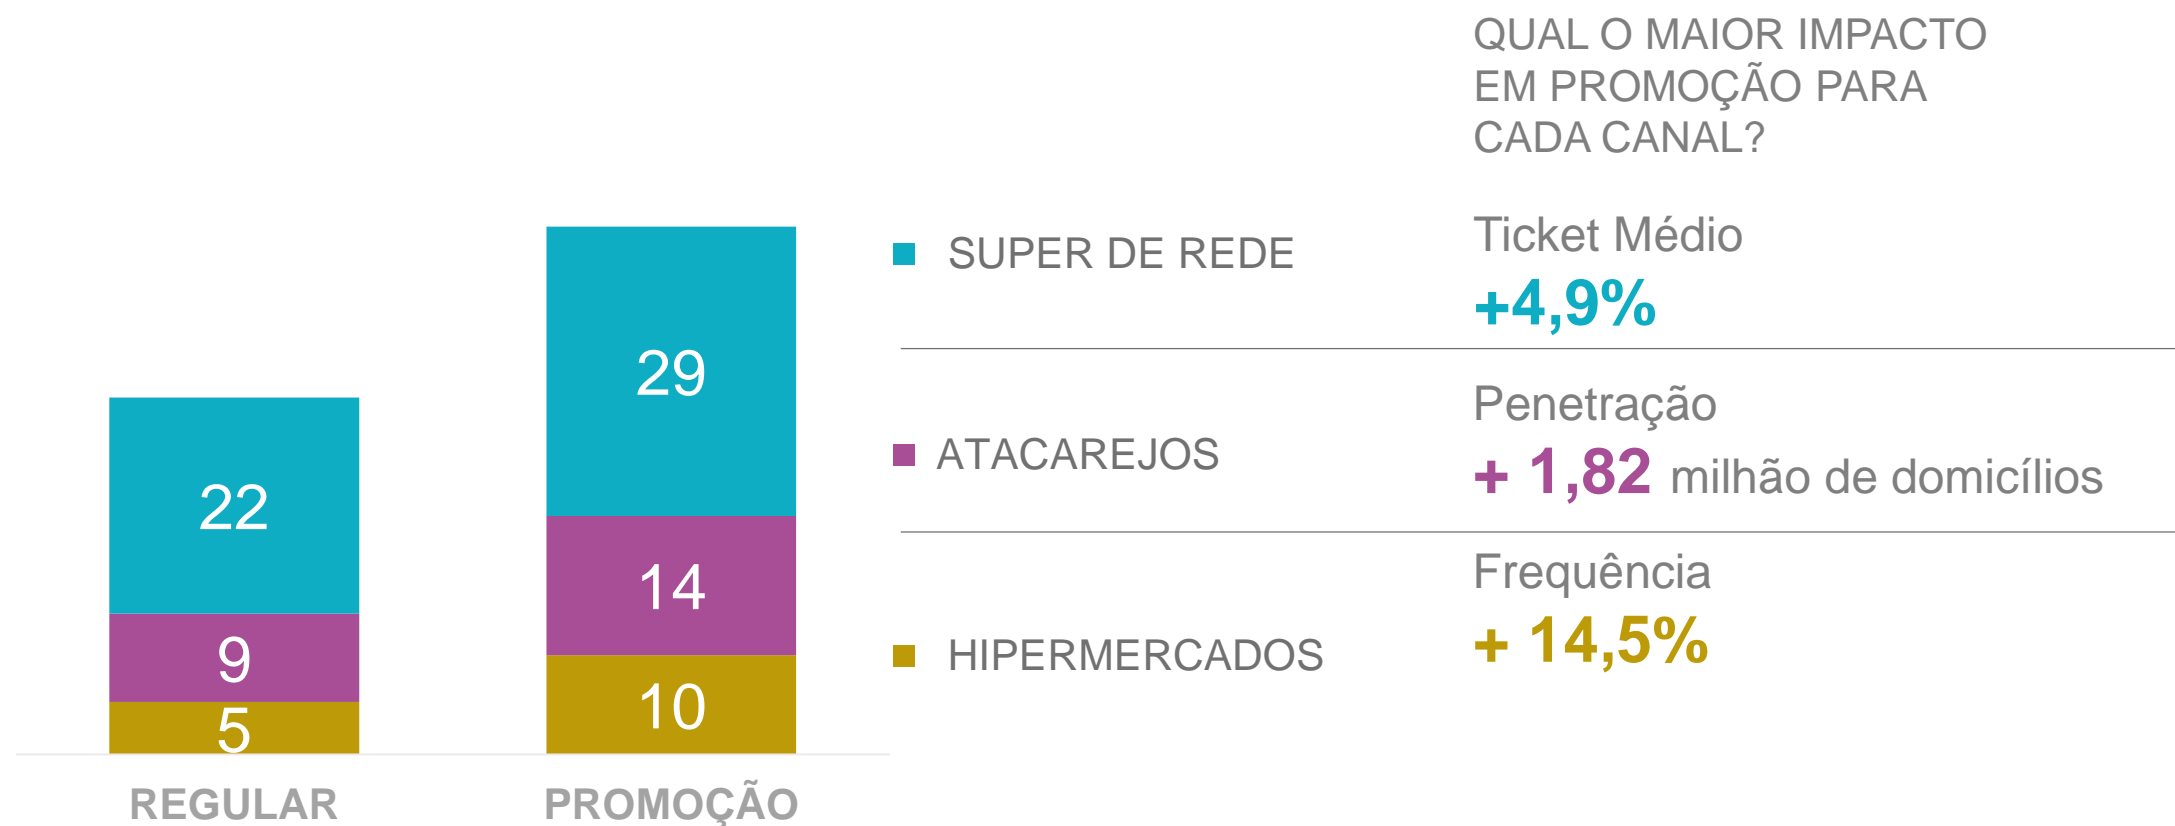 QUAL O MAIOR IMPACTO
EM PROMOÇÃO PARA
CADA CANAL?
22
9
5
REGULAR
29
14
10
PROMOÇÃO
SUPER DE REDE
Ticket Médio
+4,9%
ATACAREJOS
Penetração
+ 1,82 milhão de domicílios
HIPERMERCADOS
Frequência
+ 14,5%